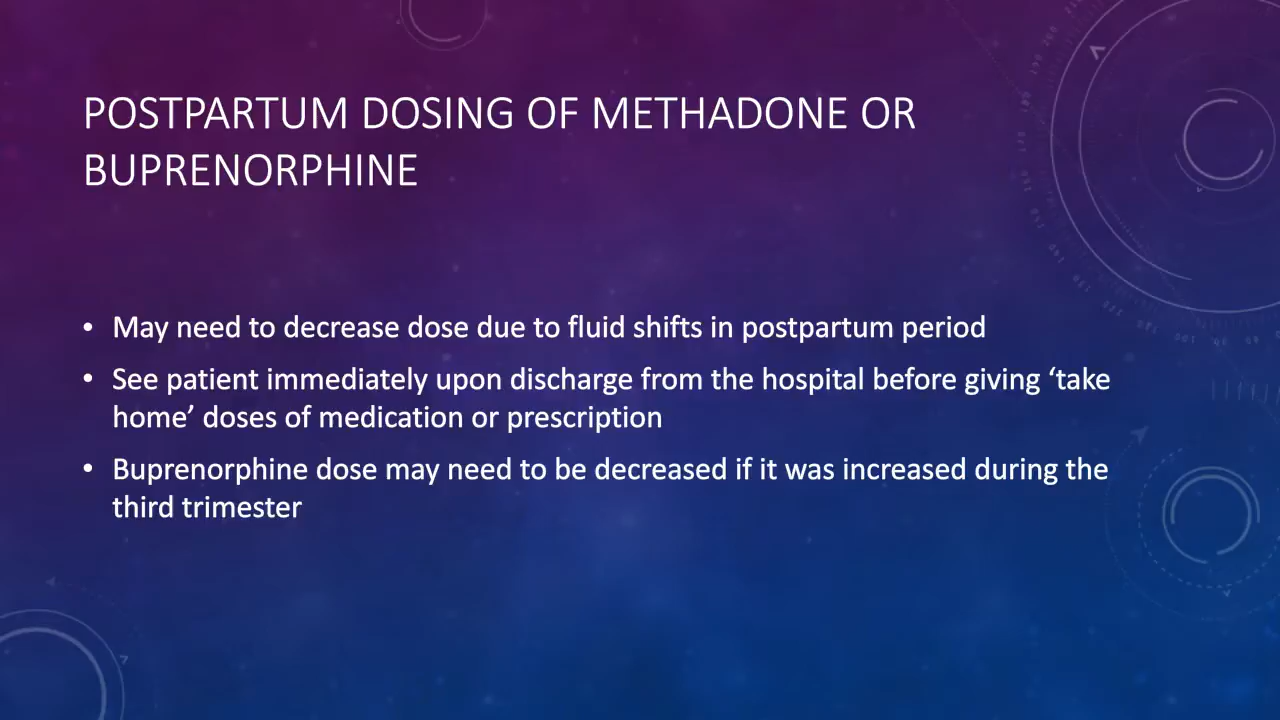 POSTPARTUM DOSING OF METHADONE OR
BUPRENORPHINE
• May need to decrease dose due to fluid shifts in postpartum period
• See patient immediately upon discharge from the hospital before giving ‘take
home’ doses of medication or prescription
• Buprenorphine dose may need to be decreased if it was increased during the
third trimester